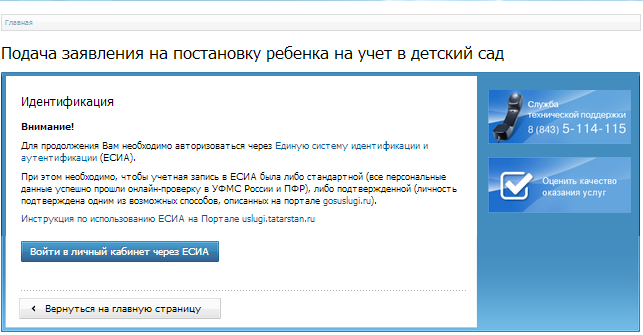 Главная
Подача заявления на постановку ребенка на учет в детский сад
Идентификация
Внимание!
Для продолжения Вам необходимо авторизоваться через Единую систему идентификации и
аутентификации (ЕСИА).
При этом необходимо, чтобы учетная запись в ЕСИА была либо стандартной (все персональные
данные успешно прошли онлайн-проверку в УФМС России и ПФР), либо подтвержденной (личность
подтверждена одним из возможных способов, описанных на портале gosuslugi.ru).
Инструкция по использованию ЕСИА на Портале uslugi.tatarstan.ru
Войти в личный кабинет через ЕСИА
Вернуться на главную страницу
Служба
технической поддержки
8 (843) 5-114-115
Оценить качество
оказания услуг